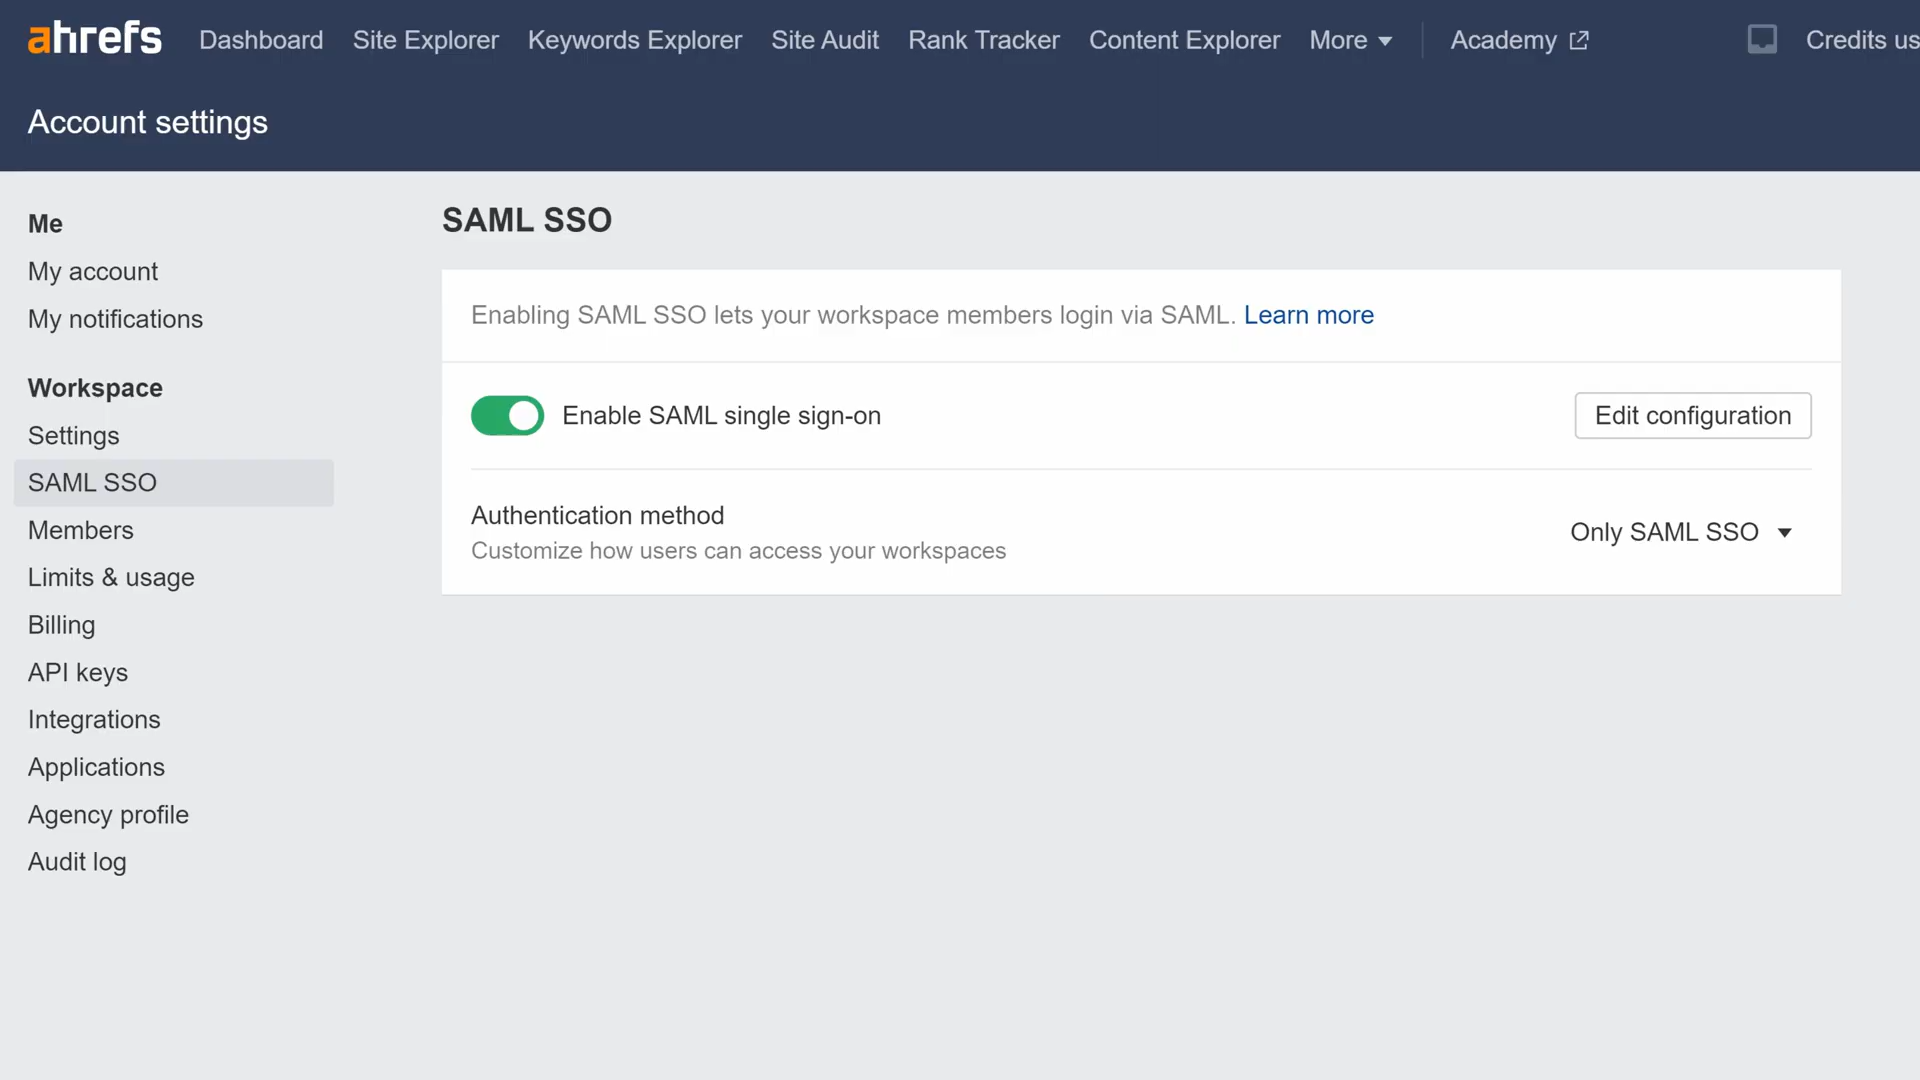 ahrefs Dashboard Site Explorer Keywords Explorer Site Audit Rank Tracker Content Explorer More Academy Credits us
Account settings
Me
My account
My notifications
Workspace
Settings
SAML SSO
Members
Limits & usage
Billing
API keys
Integrations
Applications
Agency profile
Audit log
SAML SSO
Enabling SAML SSO lets your workspace members login via SAML. Learn more
Enable SAML single sign-on Edit configuration
Authentication method
Customize how users can access your workspaces
Only SAML SSO